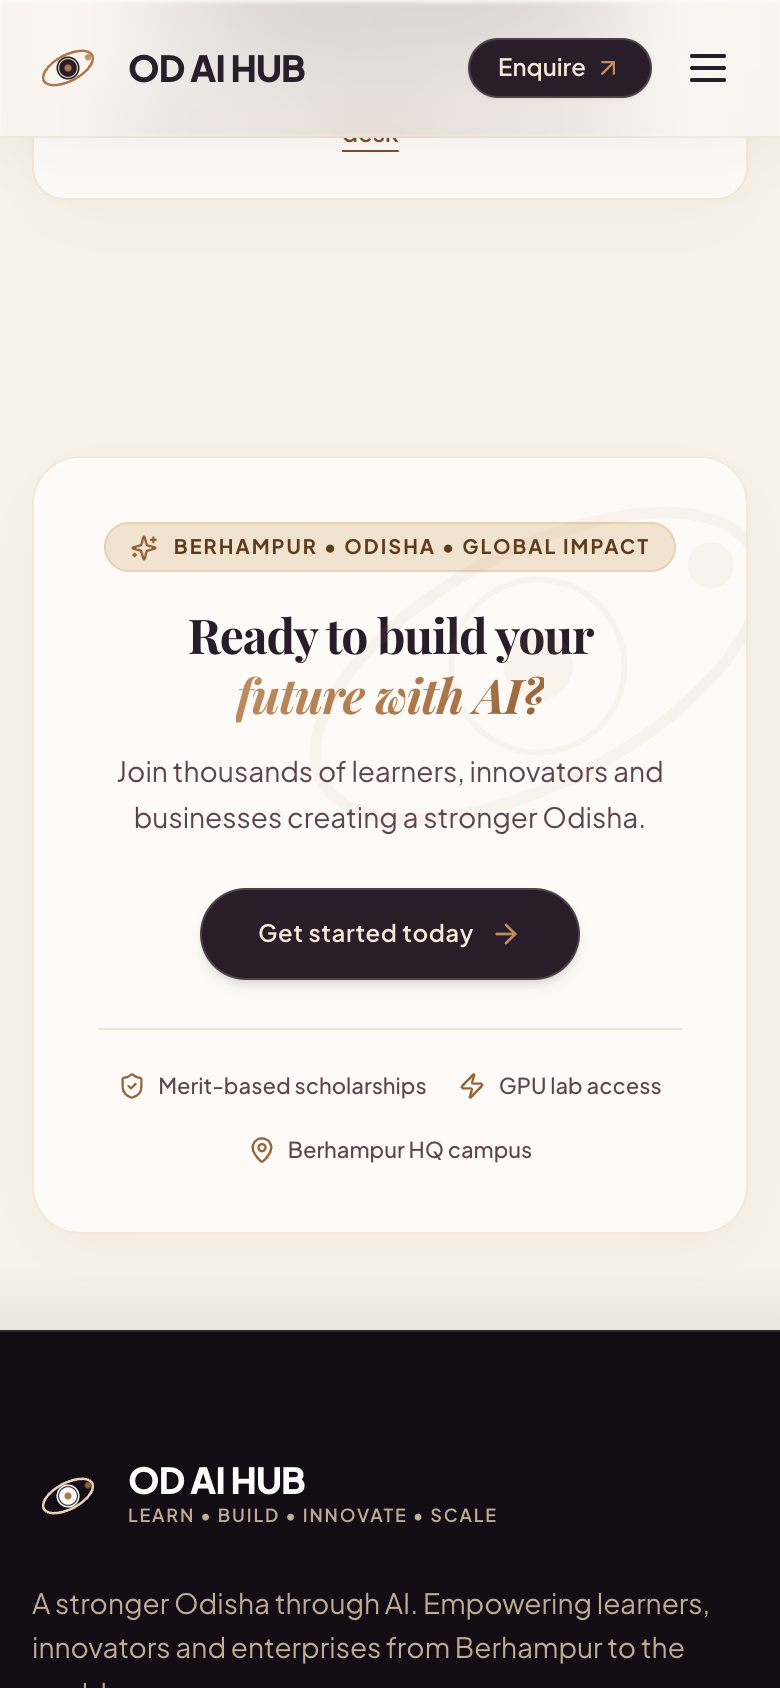 OD AI HUB
Enquire
desk
BERHAMPUR • ODISHA • GLOBAL IMPACT
Ready to build your
future with AI?
Join thousands of learners, innovators and
businesses creating a stronger Odisha.
Get started today
Merit-based scholarships
GPU lab access
Berhampur HQ campus
OD AI HUB
LEARN • BUILD • INNOVATE • SCALE
A stronger Odisha through AI. Empowering learners,
innovators and enterprises from Berhampur to the